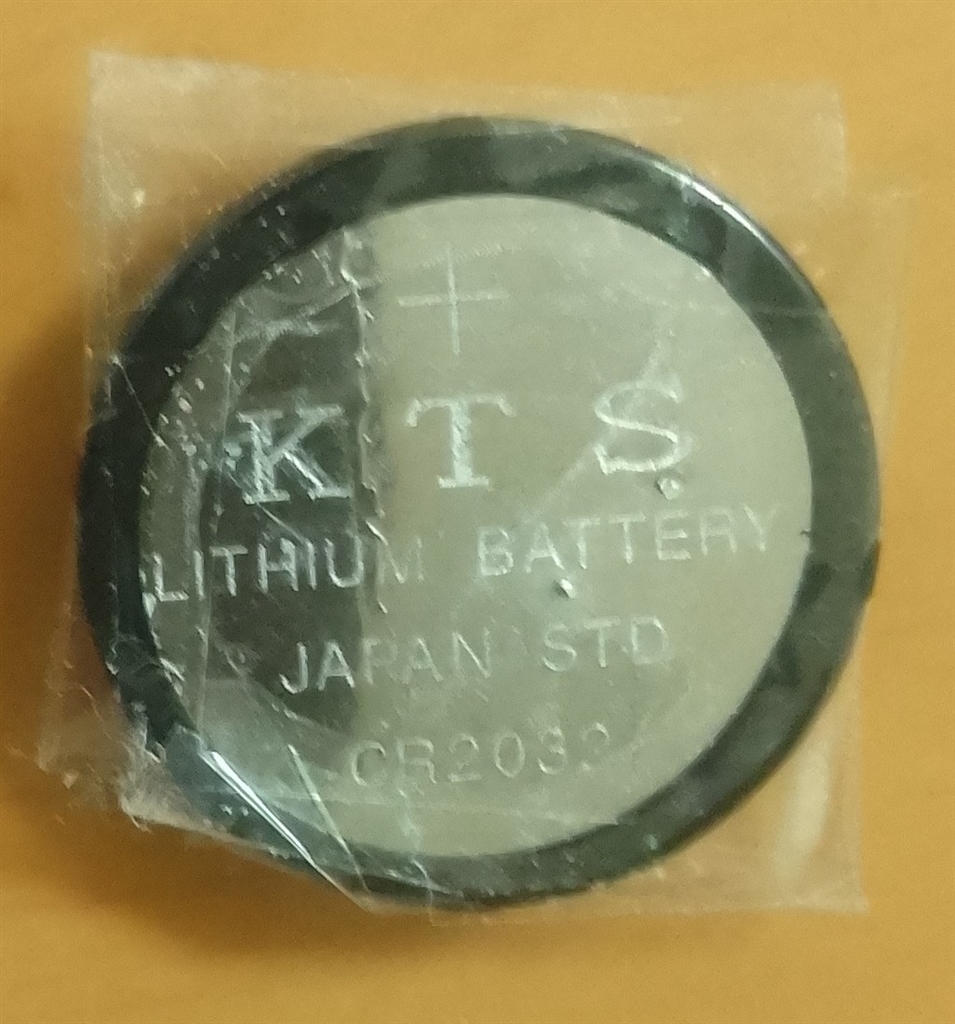 +
K T S
LITHIUM BATTERY
JAPAN STD
CR2032